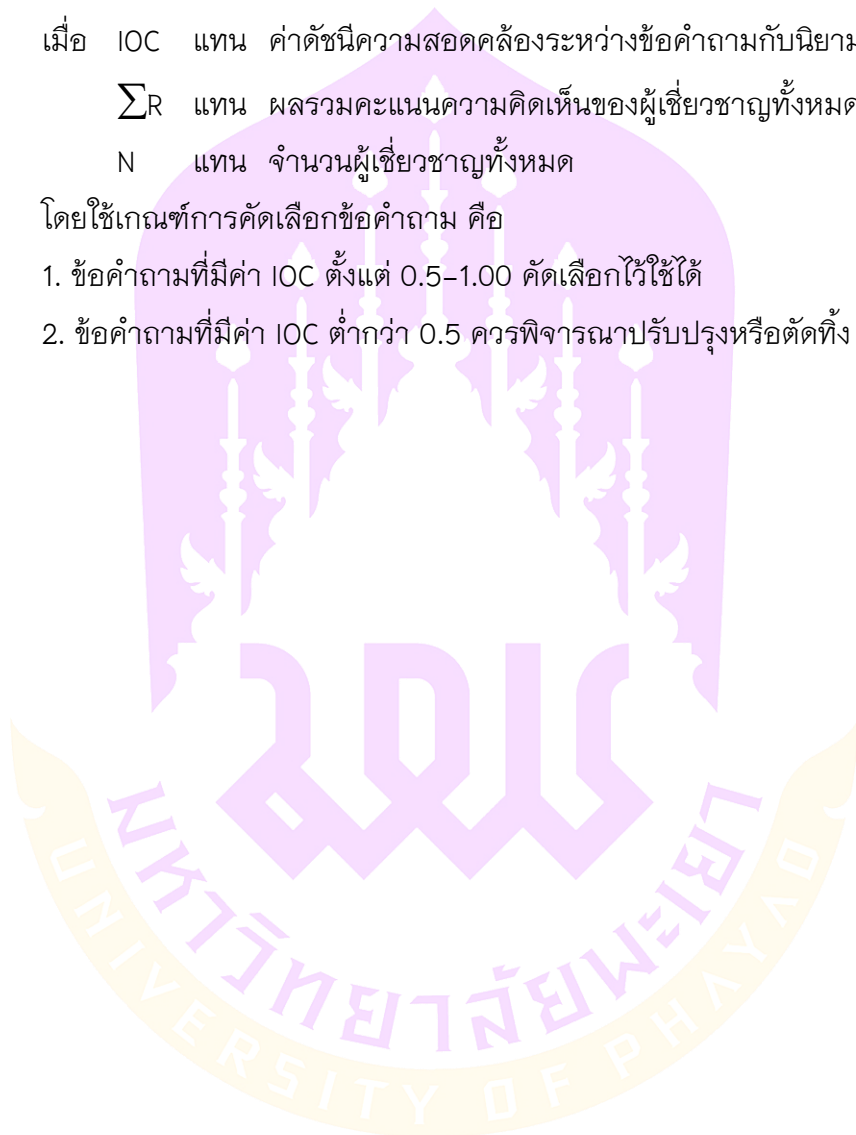 เมื่อ IOC แทน ค่าดัชนีความสอดคล้องระหว่างข้อคำถามกับนิยาม
∑R แทน ผลรวมคะแนนความคิดเห็นของผู้เชี่ยวชาญทั้งหมด
N แทน จำนวนผู้เชี่ยวชาญทั้งหมด
โดยใช้เกณฑ์การคัดเลือกข้อคำถาม คือ
1. ข้อคำถามที่มีค่า IOC ตั้งแต่ 0.5–1.00 คัดเลือกไว้ใช้ได้
2. ข้อคำถามที่มีค่า IOC ต่ำกว่า 0.5 ควรพิจารณาปรับปรุงหรือตัดทิ้ง
มหาวิทยาลัยพะเยา
UNIVERSITY OF PHAYAO